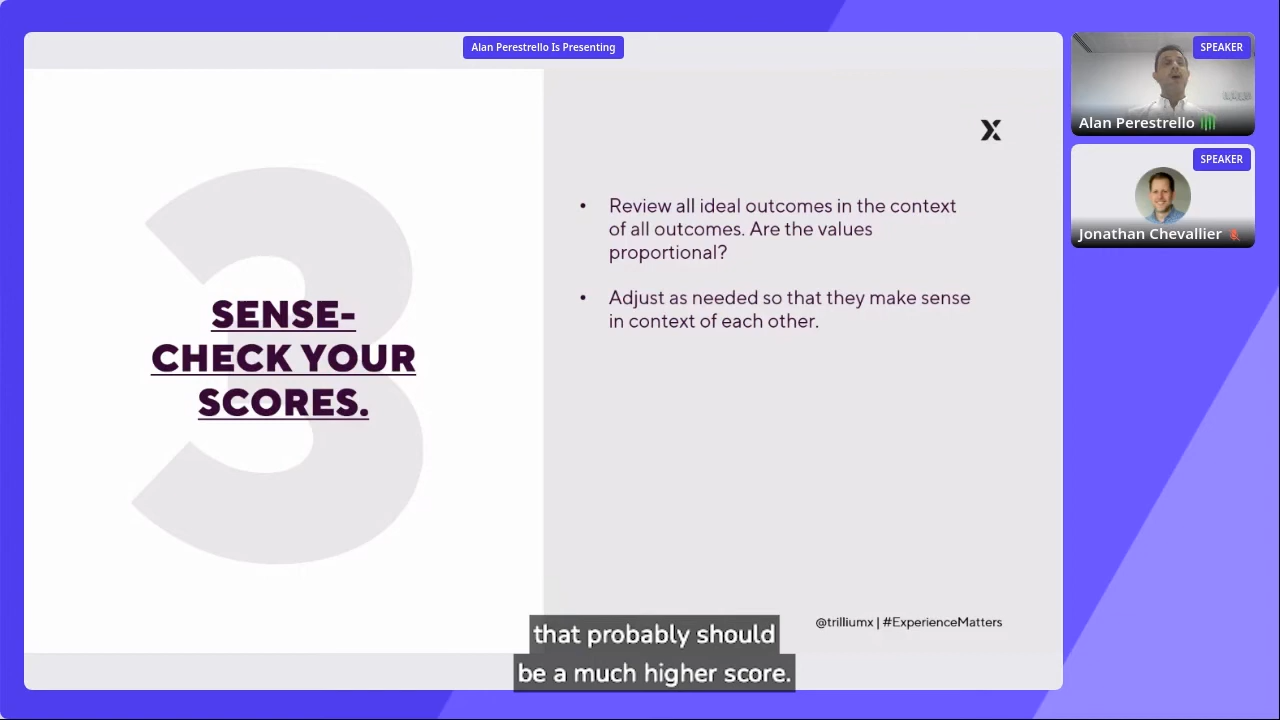 Alan Perestrello Is Presenting
SPEAKER
Alan Perestrello
SPEAKER
Jonathan Chevallier
3
SENSE-
CHECK YOUR
SCORES.
X
• Review all ideal outcomes in the context
of all outcomes. Are the values
proportional?
• Adjust as needed so that they make sense
in context of each other.
@trilliumx | #ExperienceMatters
that probably should
be a much higher score.